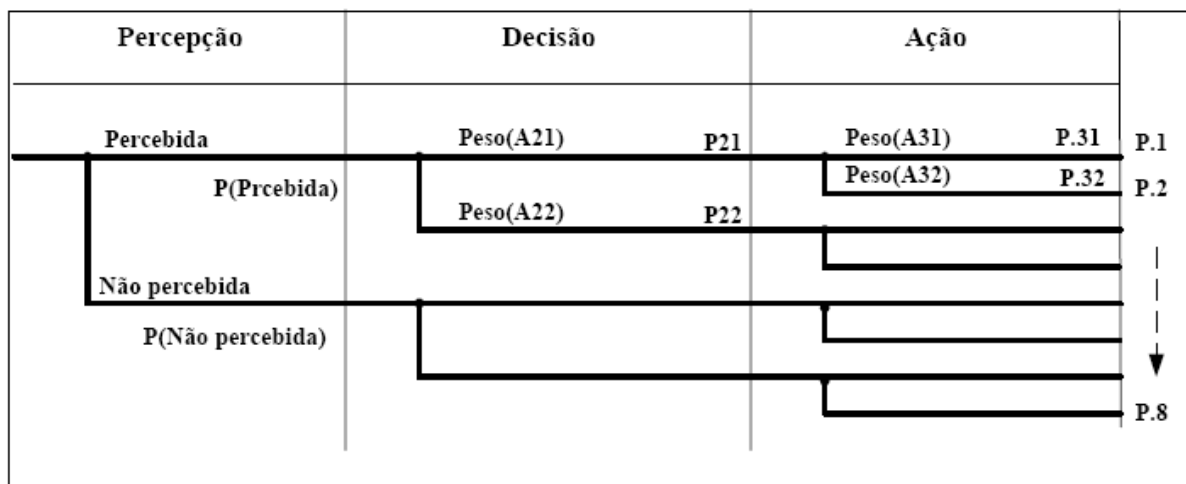 Percepção Decisão Ação
Percebida Peso(A21) P21 Peso(A31) P.31 P.1
P(Prcebida) Peso(A32) P.32 P.2
Peso(A22) P22
Não percebida
P(Não percebida)
P.8